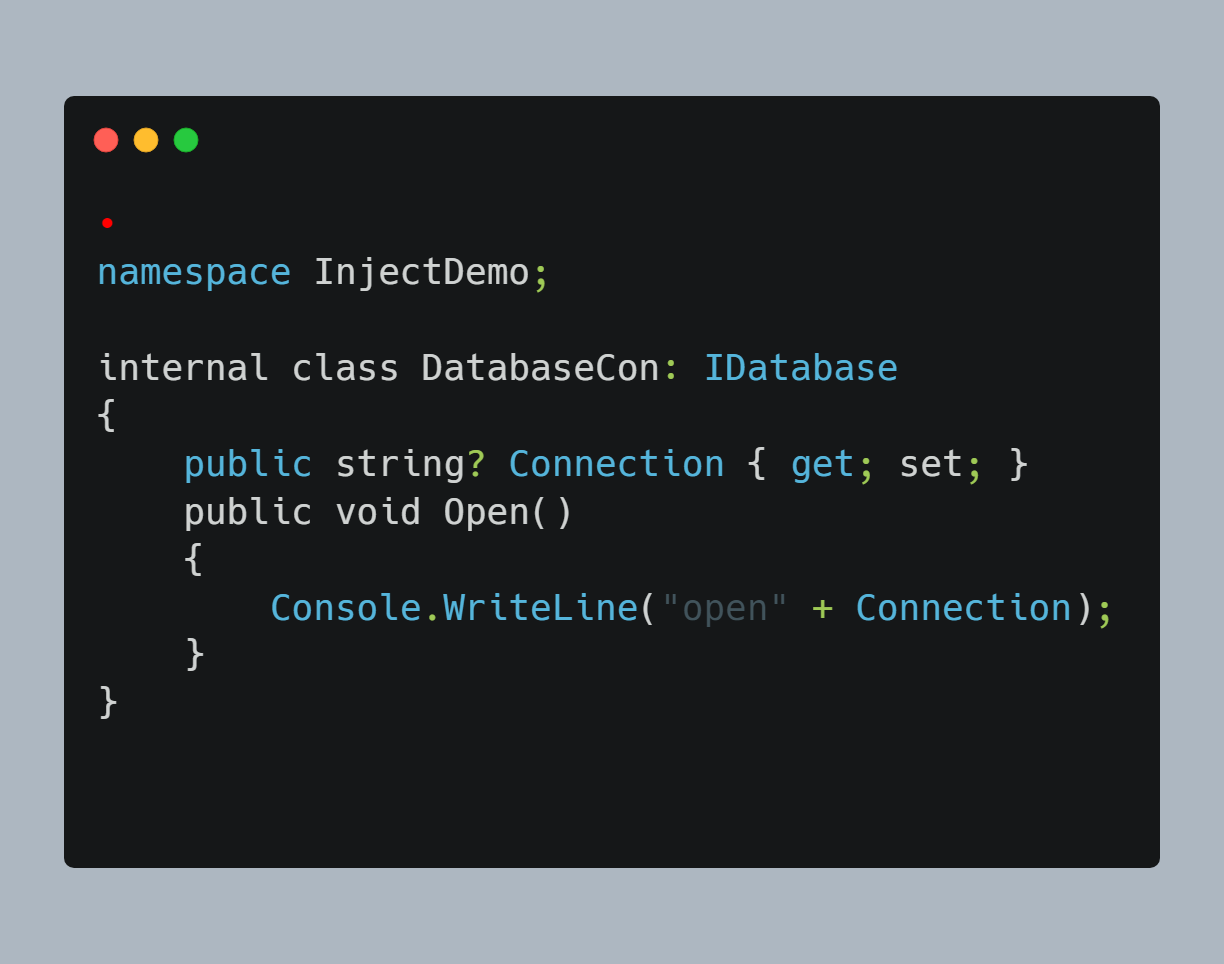 namespace InjectDemo;
internal class DatabaseCon: IDatabase
{
    public string? Connection { get; set; }
    public void Open()
    {
        Console.WriteLine("open" + Connection);
    }
}